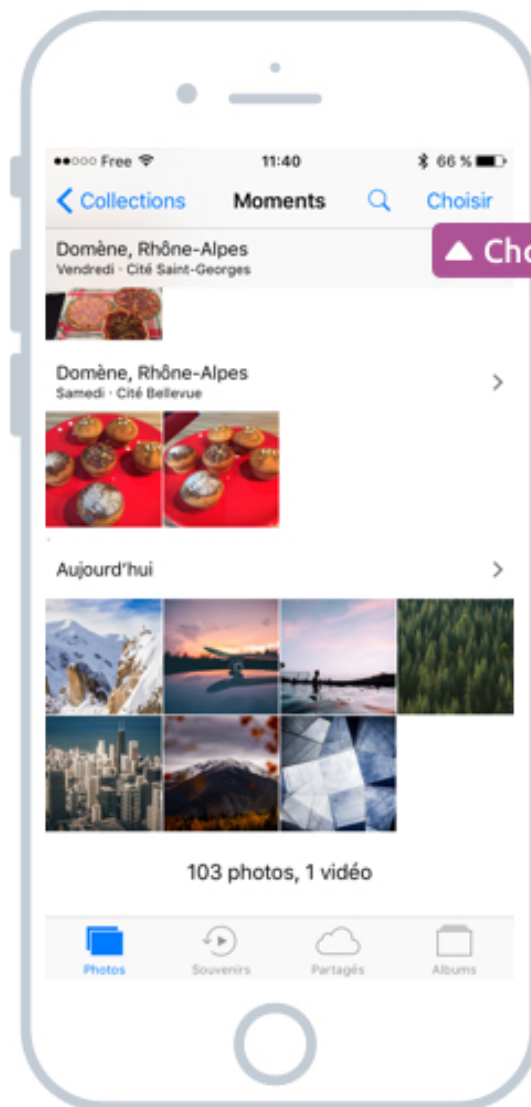 Free 11:40 66 %
Collections Moments Choisir
Domène, Rhône-Alpes
Vendredi · Cité Saint-Georges
Domène, Rhône-Alpes
Samedi · Cité Bellevue
Aujourd'hui
103 photos, 1 vidéo
Photos Souvenirs Partagés Albums